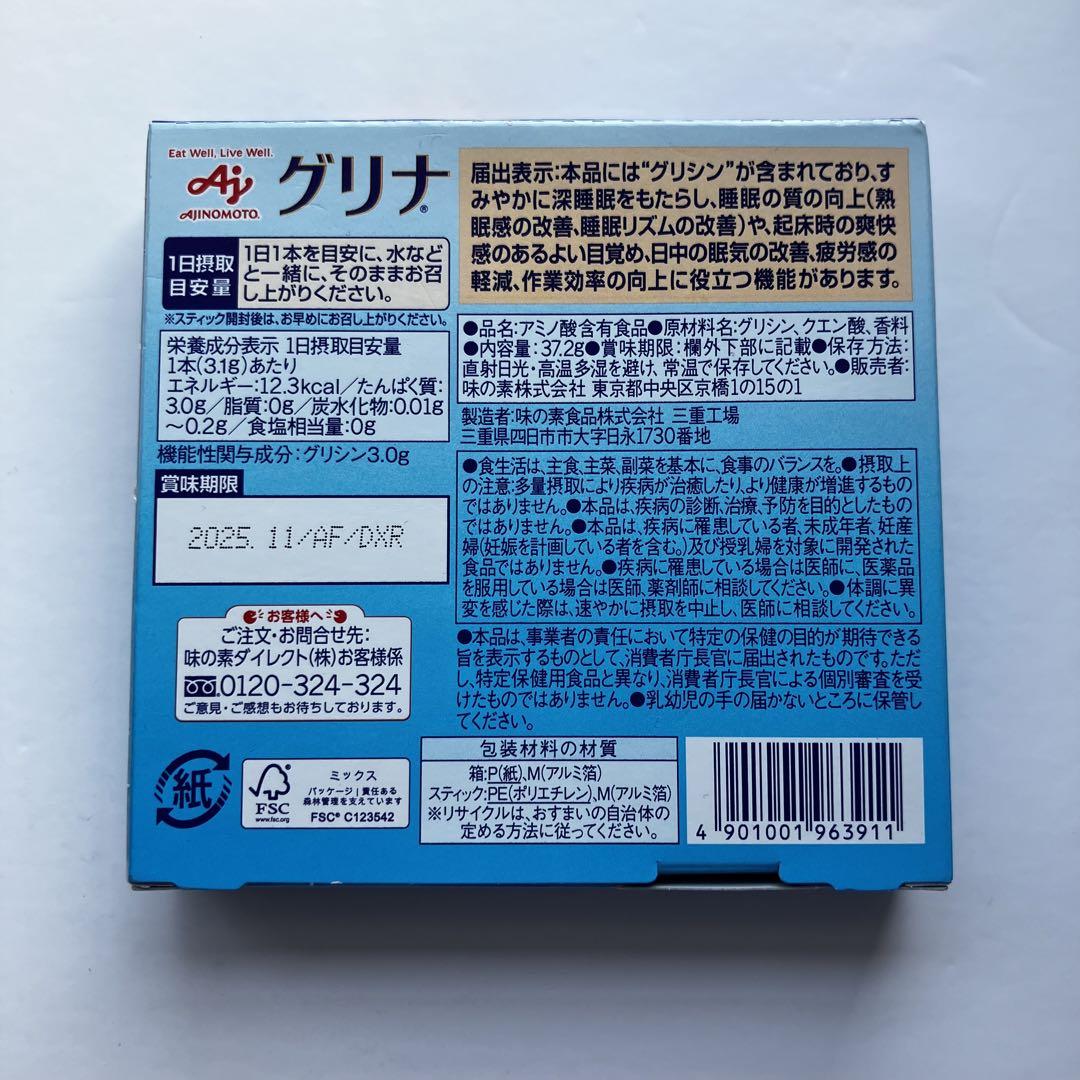 Eat Well, Live Well.
AJINOMOTO®
グリナ®
1日摂取
目安量
1日1本を目安に、水など
と一緒に、そのままお召
し上がりください。
※スティック開封後は、お早めにお召し上がりください。
栄養成分表示 1日摂取目安量
1本(3.1g)あたり
エネルギー:12.3kcal/たんぱく質:
3.0g/脂質:0g/炭水化物:0.01g
~0.2g/食塩相当量:0g
機能性関与成分:グリシン3.0g
賞味期限
2025.11/AF/DXR
お客様へ
ご注文・お問合せ先:
味の素ダイレクト(株)お客様係
0120-324-324
ご意見・ご感想もお待ちしております。
紙
FSC
www.fsc.org
ミックス
パッケージ|責任ある
森林管理を支えています
FSC® C123542
届出表示:本品には“グリシン”が含まれており、す
みやかに深睡眠をもたらし、睡眠の質の向上(熟
眠感の改善、睡眠リズムの改善)や、起床時の爽快
感のあるよい目覚め、日中の眠気の改善、疲労感の
軽減、作業効率の向上に役立つ機能があります。
●品名:アミノ酸含有食品●原材料名:グリシン、クエン酸、香料
●内容量:37.2g●賞味期限:欄外下部に記載●保存方法:
直射日光・高温多湿を避け、常温で保存してください。●販売者:
味の素株式会社 東京都中央区京橋1の15の1
製造者:味の素食品株式会社 三重工場
三重県四日市市大字日永1730番地
●食生活は、主食、主菜、副菜を基本に、食事のバランスを。●摂取上
の注意:多量摂取により疾病が治癒したり、より健康が増進するもの
ではありません。●本品は、疾病の診断、治療、予防を目的としたもの
ではありません。●本品は、疾病に罹患している者、未成年者、妊産
婦(妊娠を計画している者を含む。)及び授乳婦を対象に開発された
食品ではありません。●疾病に罹患している場合は医師に、医薬品
を服用している場合は医師、薬剤師に相談してください。●体調に異
変を感じた際は、速やかに摂取を中止し、医師に相談してください。
●本品は、事業者の責任において特定の保健の目的が期待できる
旨を表示するものとして、消費者庁長官に届出されたものです。ただ
し、特定保健用食品と異なり、消費者庁長官による個別審査を受
けたものではありません。●乳幼児の手の届かないところに保管し
てください。
包装材料の材質
箱:P(紙)、M(アルミ箔)
スティック:PE(ポリエチレン)、M(アルミ箔)
※リサイクルは、おすまいの自治体の
定める方法に従ってください。
4 901001 963911